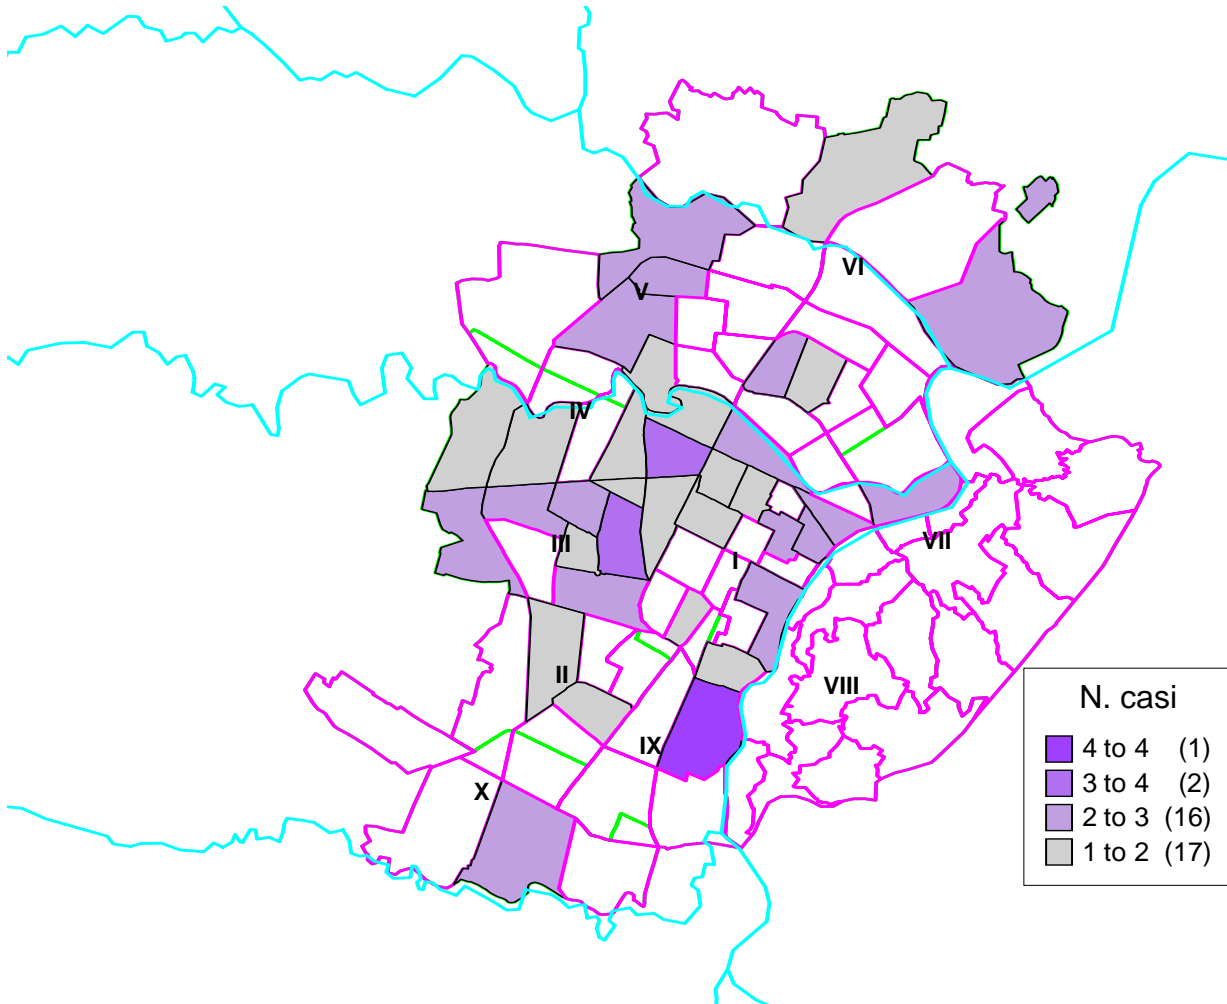 VI
V
IV
III
I
VII
II
VIII
IX
X
N. casi
4 to 4 (1)
3 to 4 (2)
2 to 3 (16)
1 to 2 (17)